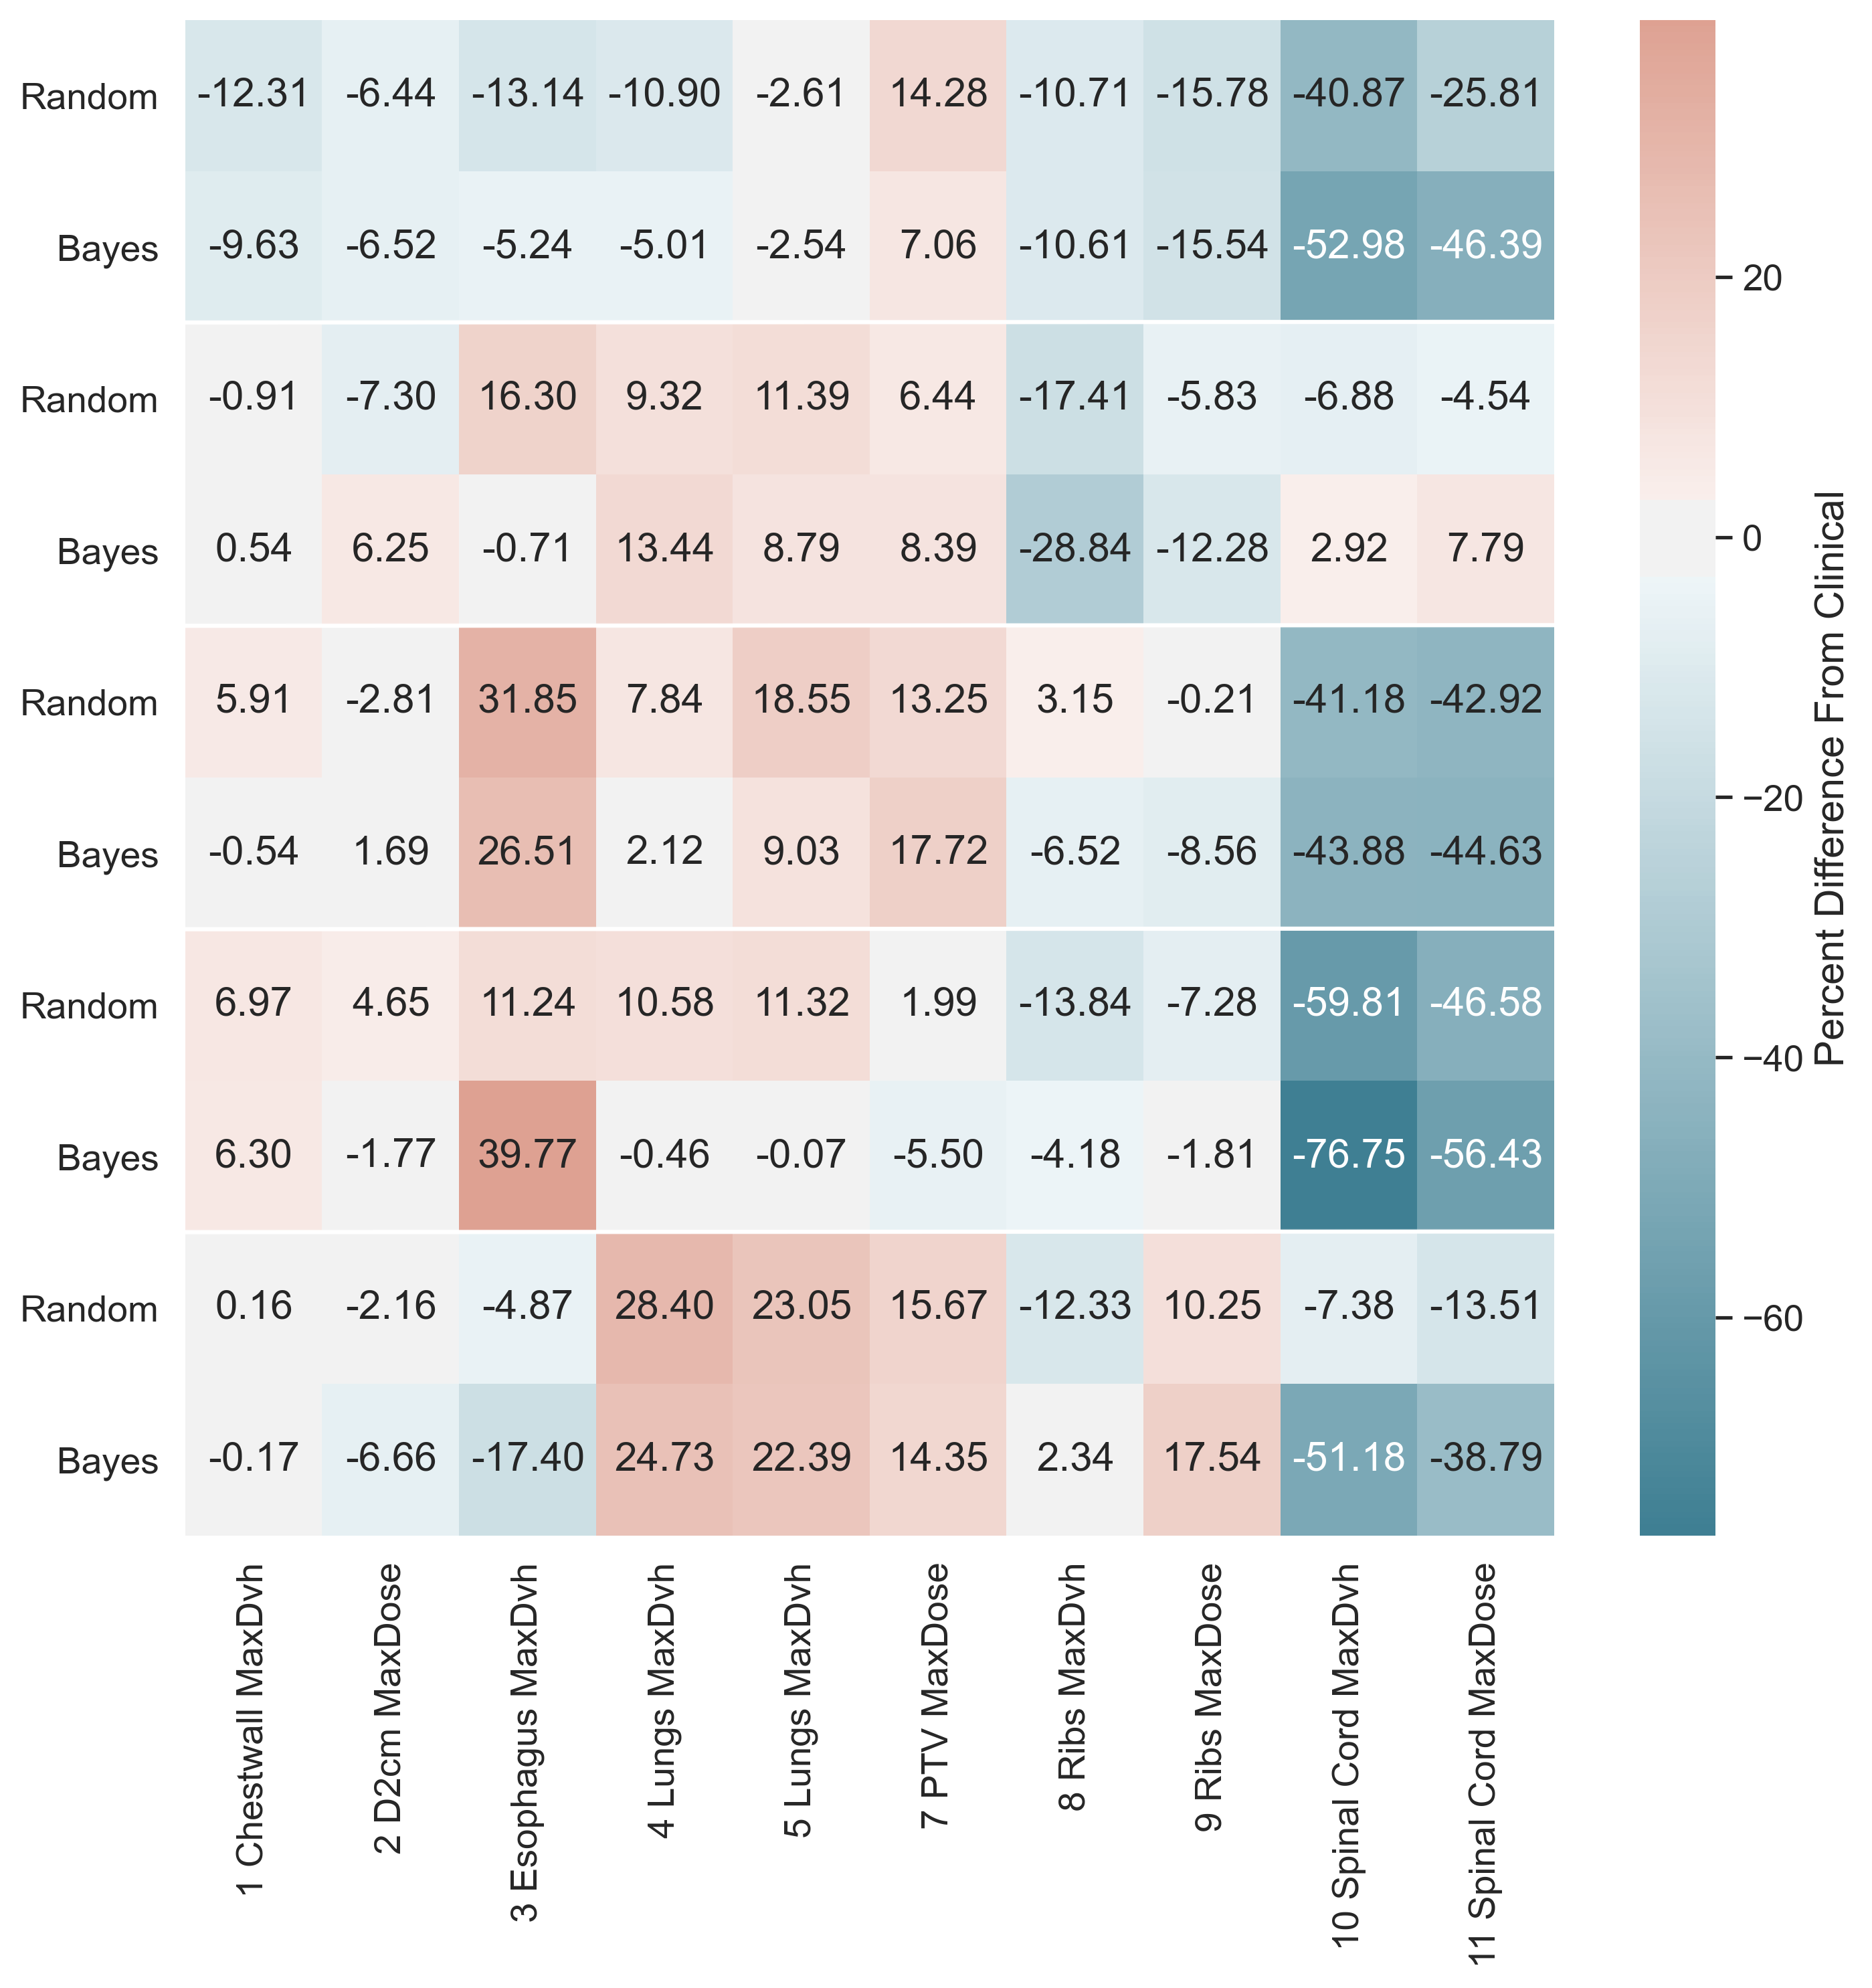 Random -12.31 -6.44 -13.14 -10.90 -2.61 14.28 -10.71 -15.78 -40.87 -25.81
Bayes -9.63 -6.52 -5.24 -5.01 -2.54 7.06 -10.61 -15.54 -52.98 -46.39
Random -0.91 -7.30 16.30 9.32 11.39 6.44 -17.41 -5.83 -6.88 -4.54
Bayes 0.54 6.25 -0.71 13.44 8.79 8.39 -28.84 -12.28 2.92 7.79
Random 5.91 -2.81 31.85 7.84 18.55 13.25 3.15 -0.21 -41.18 -42.92
Bayes -0.54 1.69 26.51 2.12 9.03 17.72 -6.52 -8.56 -43.88 -44.63
Random 6.97 4.65 11.24 10.58 11.32 1.99 -13.84 -7.28 -59.81 -46.58
Bayes 6.30 -1.77 39.77 -0.46 -0.07 -5.50 -4.18 -1.81 -76.75 -56.43
Random 0.16 -2.16 -4.87 28.40 23.05 15.67 -12.33 10.25 -7.38 -13.51
Bayes -0.17 -6.66 -17.40 24.73 22.39 14.35 2.34 17.54 -51.18 -38.79
1 Chestwall MaxDvh
2 D2cm MaxDose
3 Esophagus MaxDvh
4 Lungs MaxDvh
5 Lungs MaxDvh
7 PTV MaxDose
8 Ribs MaxDvh
9 Ribs MaxDose
10 Spinal Cord MaxDvh
11 Spinal Cord MaxDose
20
0
−20
−40
−60
Percent Difference From Clinical